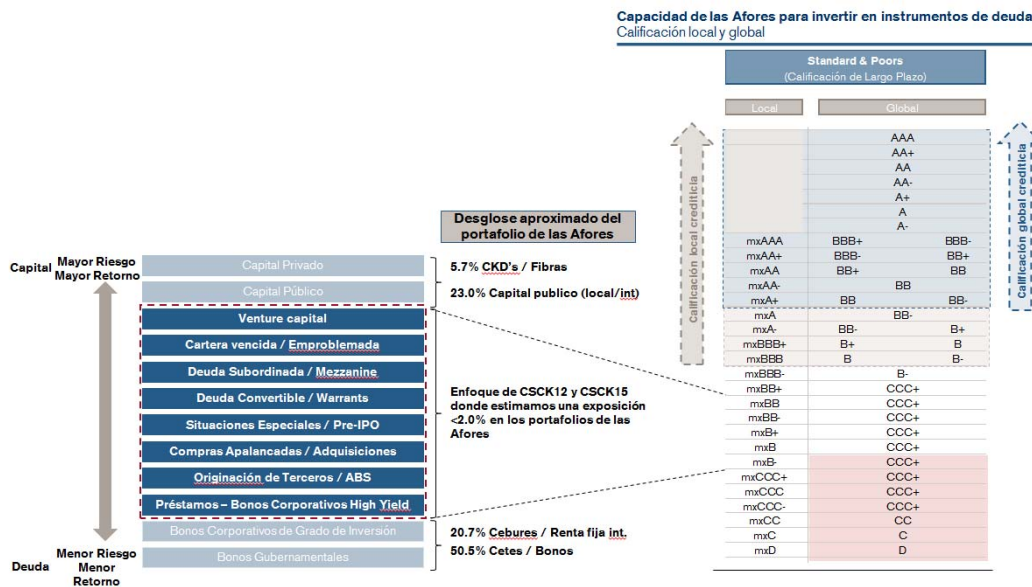 Capacidad de las Afores para invertir en instrumentos de deuda
Calificación local y global
Standard & Poors
(Calificación de Largo Plazo)
Local Global
Calificación local crediticia
Calificación global crediticia
AAA
AA+
AA
AA-
A+
A
A-
mxAAA BBB+ BBB-
mxAA+ BBB- BB+
mxAA BB+ BB
mxAA- BB
mxA+ BB BB-
mxA BB-
mxA- BB- B+
mxBBB+ B+ B
mxBBB B B-
mxBBB- B-
mxBB+ CCC+
mxBB CCC+
mxBB- CCC+
mxB+ CCC+
mxB CCC+
mxB- CCC+
mxCCC+ CCC+
mxCCC CCC+
mxCCC- CCC+
mxCC CC
mxC C
mxD D
Desglose aproximado del
portafolio de las Afores
Capital
Mayor Riesgo
Mayor Retorno
Capital Privado
Capital Público
Venture capital
Cartera vencida / Emproblemada
Deuda Subordinada / Mezzanine
Deuda Convertible / Warrants
Situaciones Especiales / Pre-IPO
Compras Apalancadas / Adquisiciones
Originación de Terceros / ABS
Préstamos – Bonos Corporativos High Yield
Bonos Corporativos de Grado de Inversión
Bonos Gubernamentales
Deuda
Menor Riesgo
Menor
Retorno
5.7% CKD's / Fibras
23.0% Capital publico (local/int)
Enfoque de CSCK12 y CSCK15
donde estimamos una exposición
<2.0% en los portafolios de las
Afores
20.7% Cebures / Renta fija int.
50.5% Cetes / Bonos